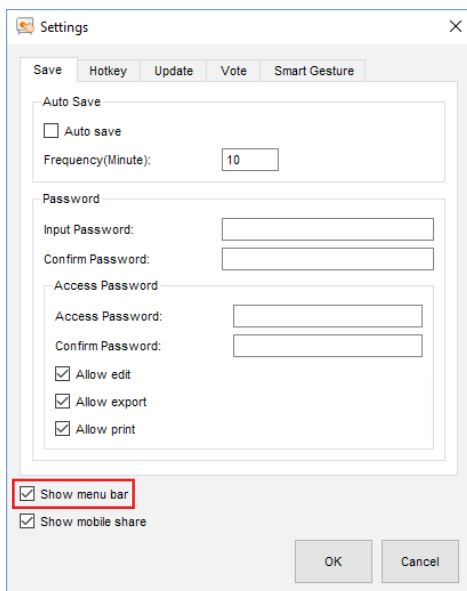 Settings
Save Hotkey Update Vote Smart Gesture
Auto Save
Auto save
Frequency(Minute): 10
Password
Input Password:
Confirm Password:
Access Password
Access Password:
Confirm Password:
Allow edit
Allow export
Allow print
Show menu bar
Show mobile share
OK Cancel